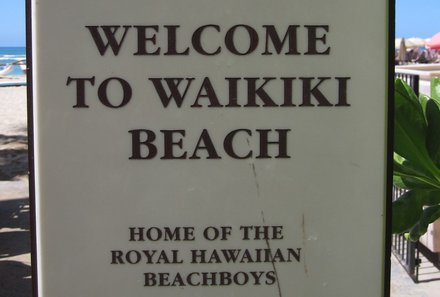 WELCOME
TO WAIKIKI
BEACH
HOME OF THE
ROYAL HAWAIIAN
BEACHBOYS